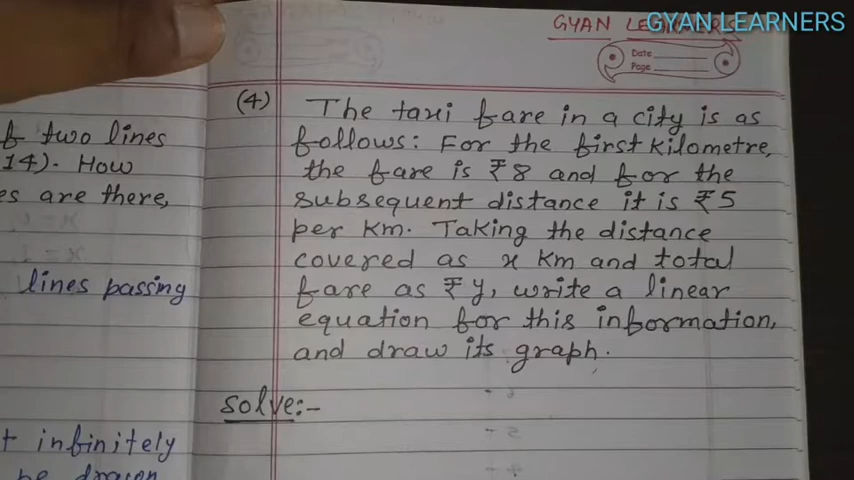 GYAN LEARNERS
GYAN LEARNERS
Date
Page
(4) The taxi fare in a city is as
follows: For the first kilometre,
the fare is ₹8 and for the
subsequent distance it is ₹5
per km. Taking the distance
covered as x km and total
fare as ₹y, write a linear
equation for this information,
and draw its graph.
solve:-
f two lines
14). How
es are there,
lines passing
t infinitely
be drawn